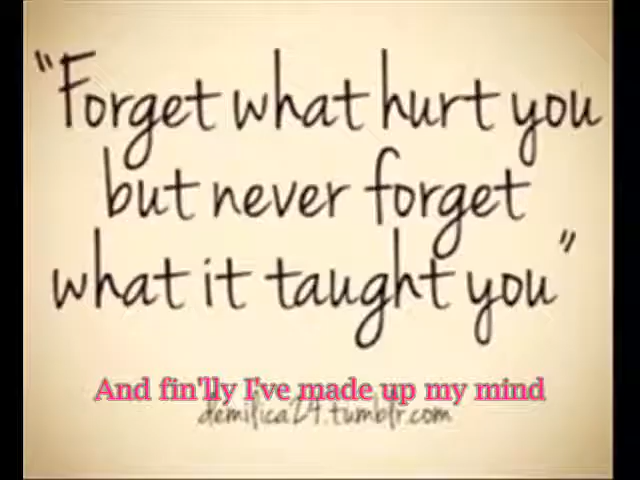 "Forget what hurt you
but never forget
what it taught you"
And fin'lly I've made up my mind
demilica24.tumblr.com